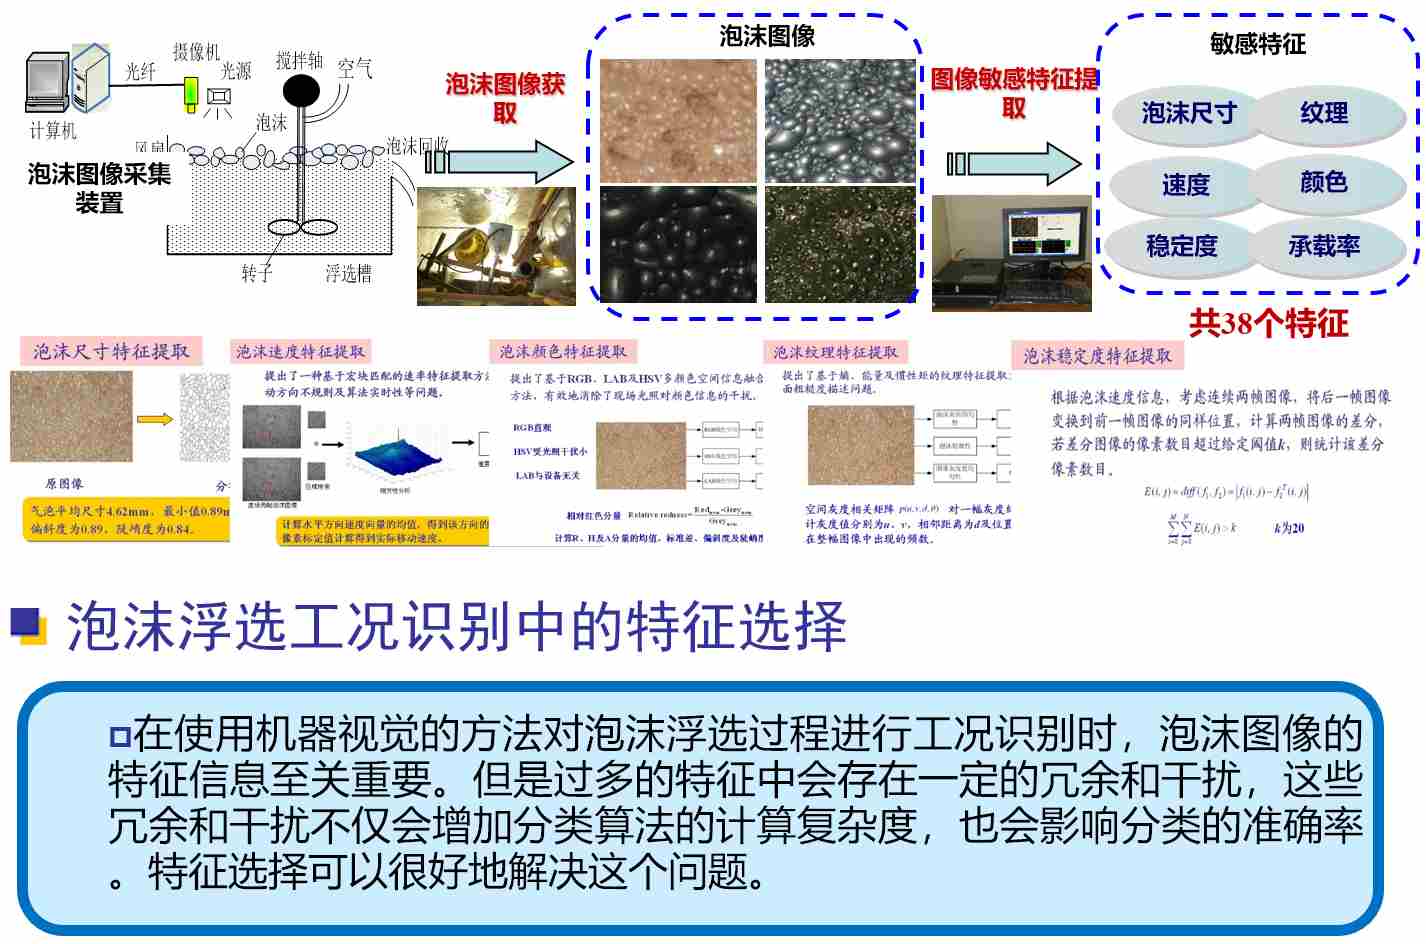 摄像机
光纤
光源
搅拌轴
空气
计算机
泡沫
风扇
泡沫回收
泡沫图像采集
装置
转子
浮选槽
泡沫图像获
取
泡沫图像
图像敏感特征提
取
敏感特征
泡沫尺寸
纹理
速度
颜色
稳定度
承载率
共38个特征
泡沫尺寸特征提取
原图像
分
气泡平均尺寸4.62mm，最小值0.89m
偏斜度为0.89，陡峭度为0.84。
泡沫速度特征提取
提出了一种基于宏块匹配的速率特征提取方法
动方向不规则及算法实时性等问题。
相关性分析
计算水平方向速度向量的均值，得到该方向的
像素标定值计算得到实际移动速度。
泡沫颜色特征提取
提出了基于RGB、LAB及HSV多颜色空间信息融合
方法，有效地消除了现场光照对颜色信息的干扰。
RGB直观
HSV受光照干扰小
LAB与设备无关
相对红色分量
Relative redness=
计算R、H及A分量的均值、标准差、偏斜度及陡峭度
泡沫纹理特征提取
提出了基于熵、能量及惯性矩的纹理特征提取
面粗糙度描述问题。
空间灰度相关矩阵 p(u,v,d,θ) 对一幅灰度
计灰度值分别为u、v，相邻距离为d及位置
在整幅图像中出现的频数。
泡沫稳定度特征提取
根据泡沫速度信息，考虑连续两帧图像，将后一帧图像
变换到前一帧图像的同样位置，计算两帧图像的差分，
若差分图像的像素数目超过给定阈值k，则统计该差分
像素数目。
E(i, j) = diff (f₁, f₂) = |f₁(i, j) − f₂ᵀ(i, j)|
∑∑E(i, j) > k
k为20
泡沫浮选工况识别中的特征选择
在使用机器视觉的方法对泡沫浮选过程进行工况识别时，泡沫图像的
特征信息至关重要。但是过多的特征中会存在一定的冗余和干扰，这些
冗余和干扰不仅会增加分类算法的计算复杂度，也会影响分类的准确率
。特征选择可以很好地解决这个问题。